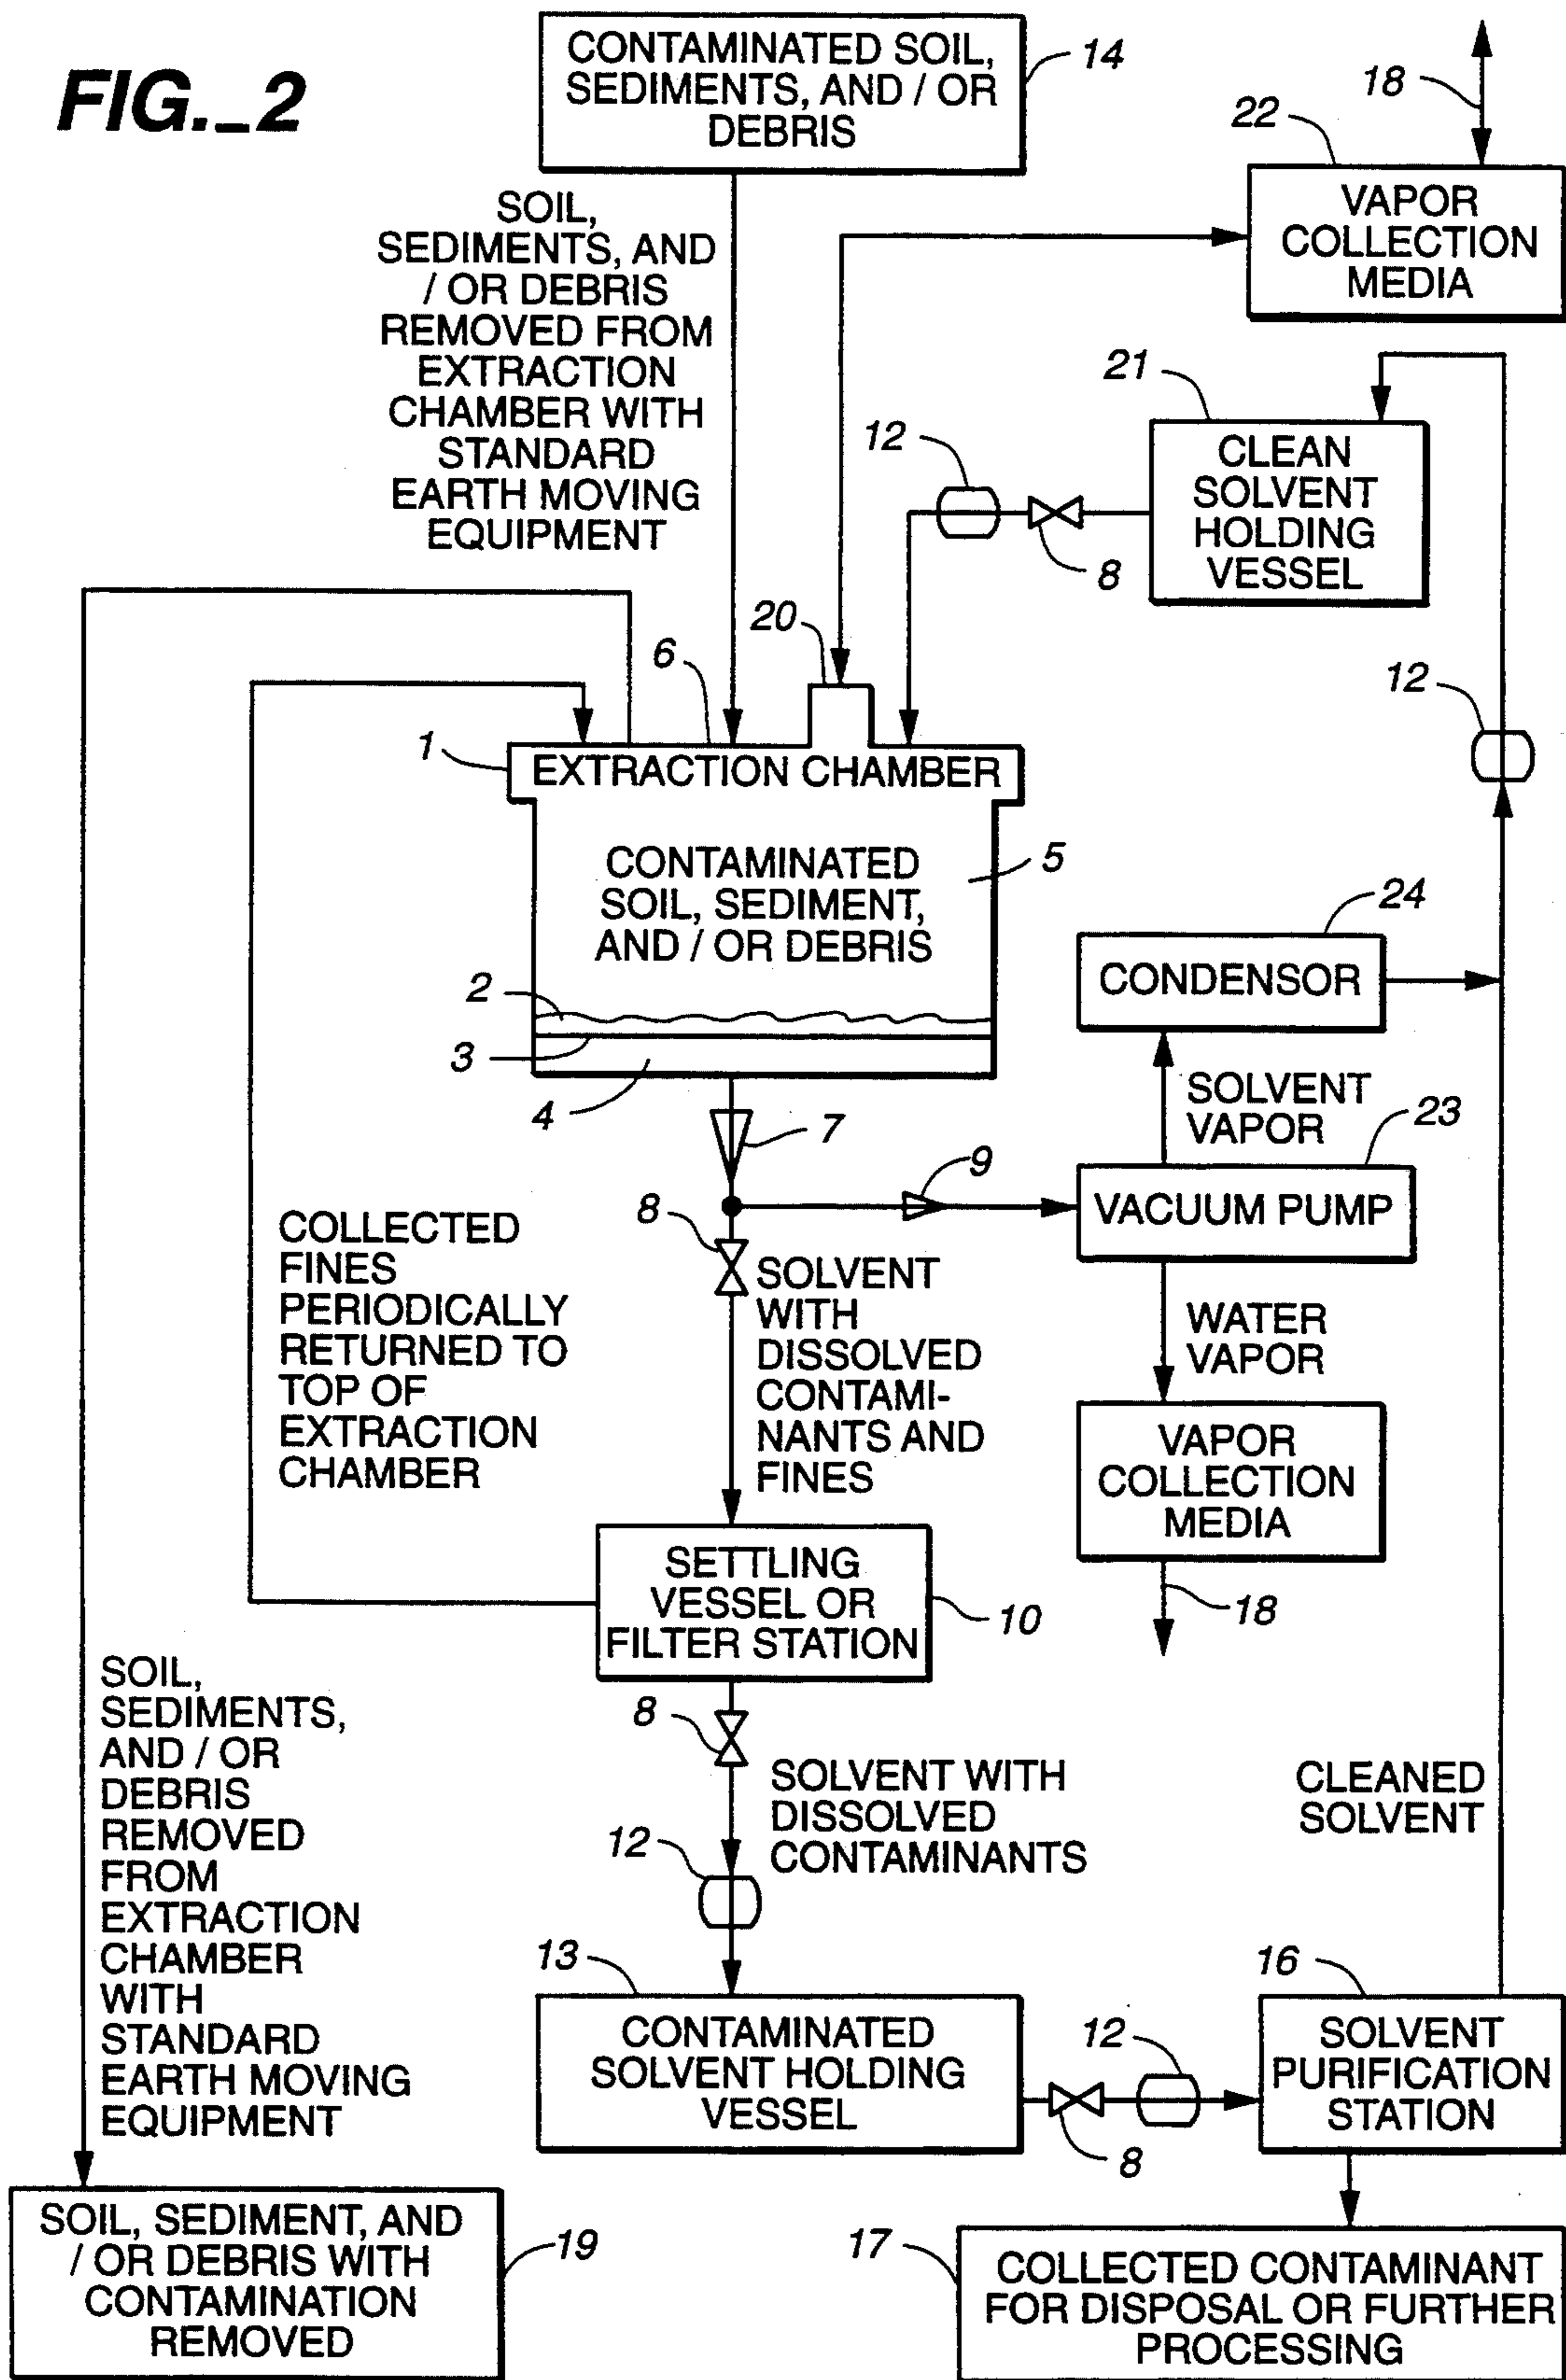 FIG._2
CONTAMINATED SOIL,
SEDIMENTS, AND / OR
DEBRIS
14
18
22
VAPOR
COLLECTION
MEDIA
SOIL,
SEDIMENTS, AND
/ OR DEBRIS
REMOVED FROM
EXTRACTION
CHAMBER WITH
STANDARD
EARTH MOVING
EQUIPMENT
21
CLEAN
SOLVENT
HOLDING
VESSEL
12
8
20
6
12
1
EXTRACTION CHAMBER
CONTAMINATED
SOIL, SEDIMENT,
AND / OR DEBRIS
5
2
3
4
24
CONDENSOR
SOLVENT
VAPOR
7
9
23
VACUUM PUMP
8
COLLECTED
FINES
PERIODICALLY
RETURNED TO
TOP OF
EXTRACTION
CHAMBER
SOLVENT
WITH
DISSOLVED
CONTAMI-
NANTS AND
FINES
WATER
VAPOR
VAPOR
COLLECTION
MEDIA
18
SETTLING
VESSEL OR
FILTER STATION
10
8
SOIL,
SEDIMENTS,
AND / OR
DEBRIS
REMOVED
FROM
EXTRACTION
CHAMBER
WITH
STANDARD
EARTH MOVING
EQUIPMENT
SOLVENT WITH
DISSOLVED
CONTAMINANTS
CLEANED
SOLVENT
12
13
CONTAMINATED
SOLVENT HOLDING
VESSEL
12
8
16
SOLVENT
PURIFICATION
STATION
SOIL, SEDIMENT, AND
/ OR DEBRIS WITH
CONTAMINATION
REMOVED
19
17
COLLECTED CONTAMINANT
FOR DISPOSAL OR FURTHER
PROCESSING